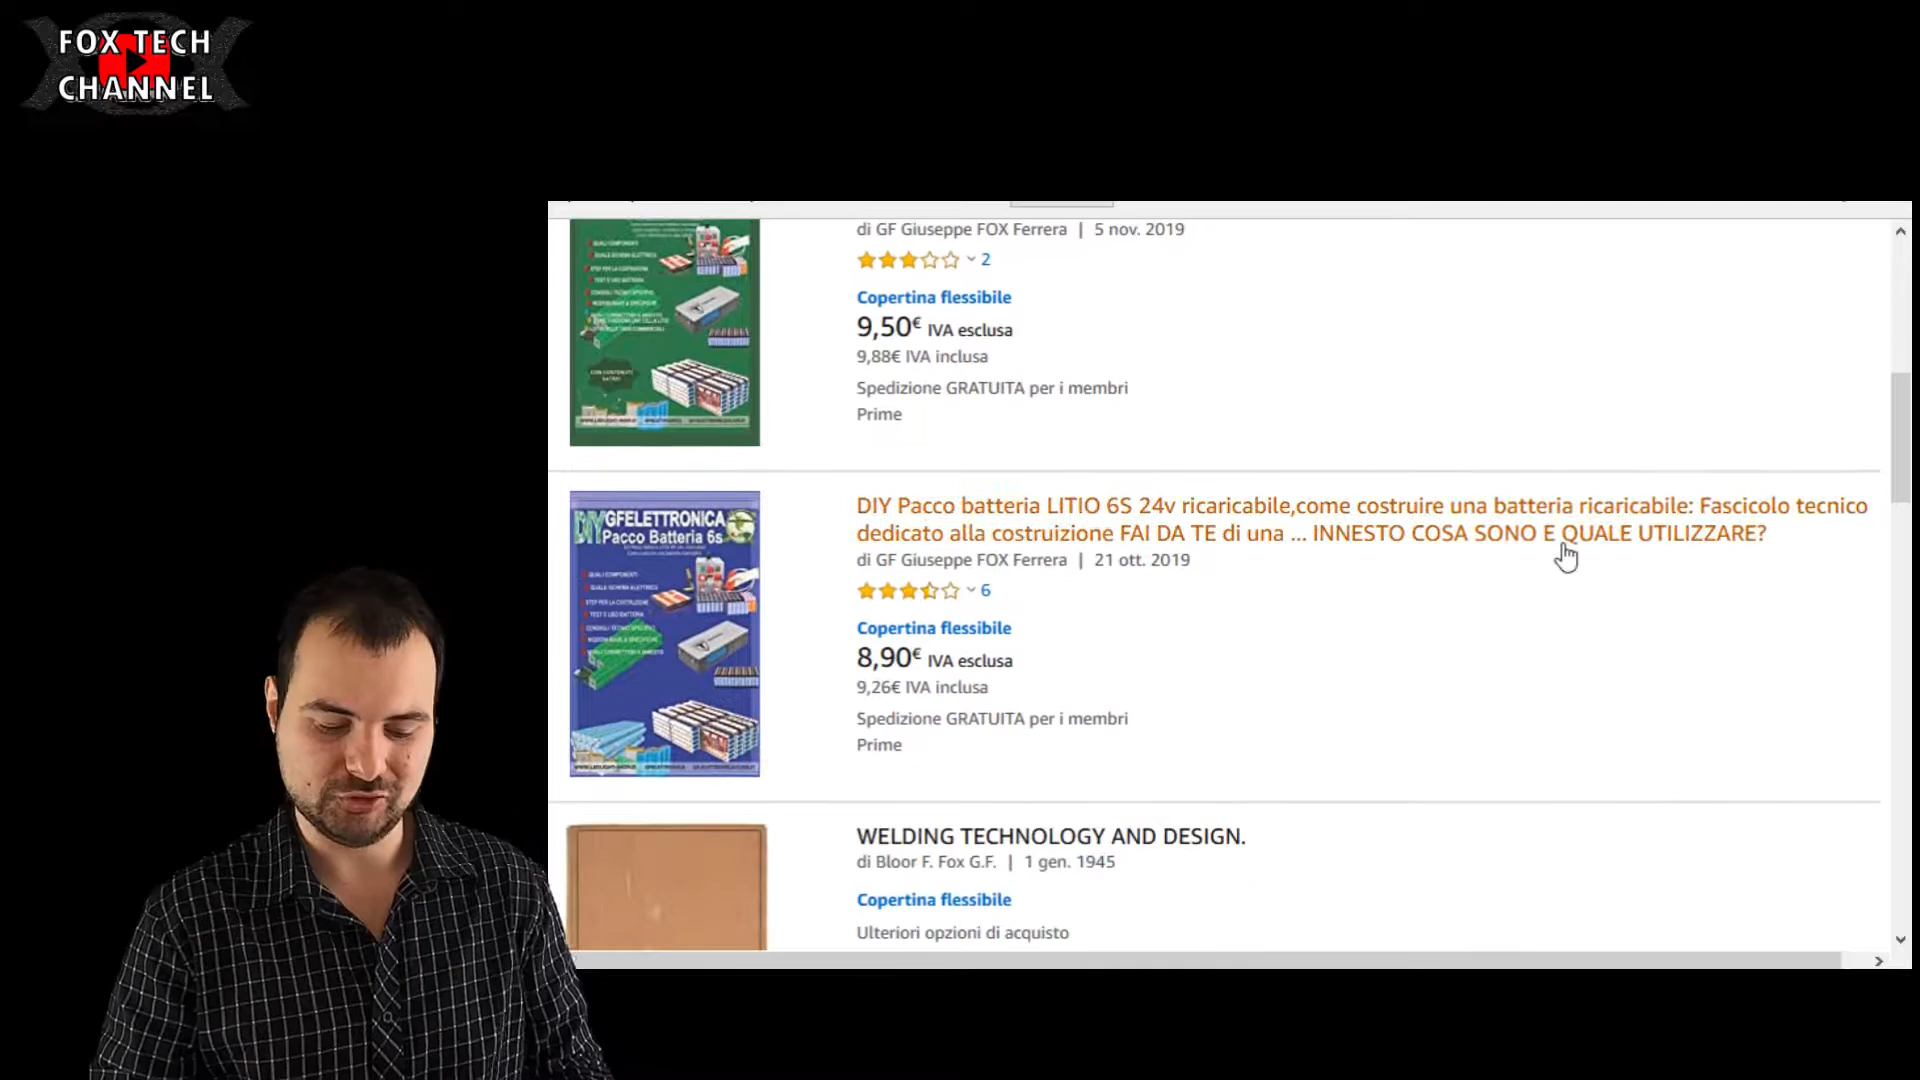 FOX TECH
CHANNEL
di GF Giuseppe FOX Ferrera | 5 nov. 2019
2
Copertina flessibile
9,50€ IVA esclusa
9,88€ IVA inclusa
Spedizione GRATUITA per i membri
Prime
DIY GFELETTRONICA
Pacco Batteria 6s
DIY Pacco batteria LITIO 6S 24v ricaricabile,come costruire una batteria ricaricabile: Fascicolo tecnico
dedicato alla costruizione FAI DA TE di una ... INNESTO COSA SONO E QUALE UTILIZZARE?
di GF Giuseppe FOX Ferrera | 21 ott. 2019
6
Copertina flessibile
8,90€ IVA esclusa
9,26€ IVA inclusa
Spedizione GRATUITA per i membri
Prime
WELDING TECHNOLOGY AND DESIGN.
di Bloor F. Fox G.F. | 1 gen. 1945
Copertina flessibile
Ulteriori opzioni di acquisto